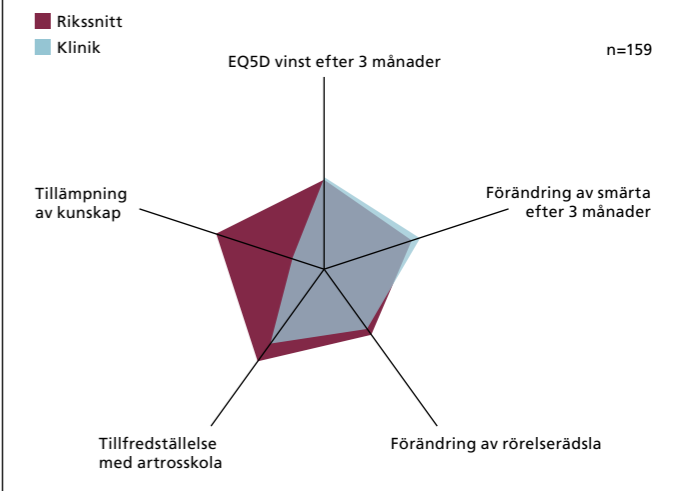 Rikssnitt
Klinik
n=159
EQ5D vinst efter 3 månader
Tillämpning
av kunskap
Förändring av smärta
efter 3 månader
Tillfredställelse
med artrosskola
Förändring av rörelserädsla